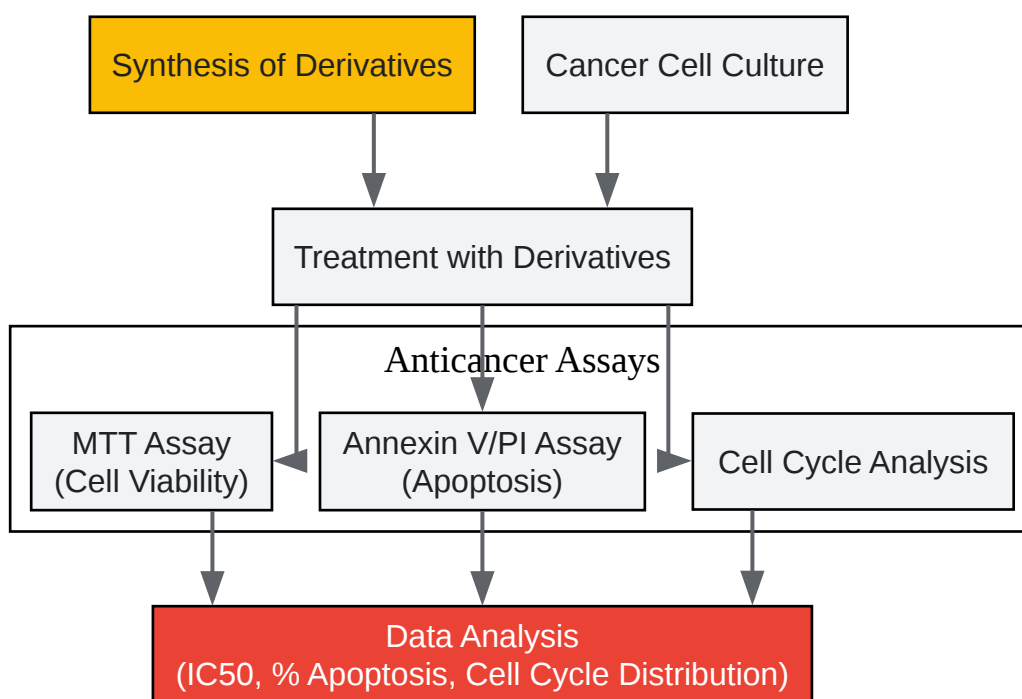 Synthesis of Derivatives
Cancer Cell Culture
Treatment with Derivatives
Anticancer Assays
MTT Assay
(Cell Viability)
Annexin V/PI Assay
(Apoptosis)
Cell Cycle Analysis
Data Analysis
(IC50, % Apoptosis, Cell Cycle Distribution)